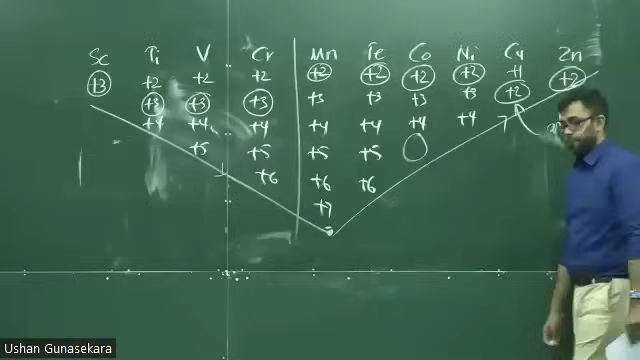 Sc Ti V Cr Mn Fe Co Ni Cu Zn
+3 +2 +2 +2 +2 +2 +2 +2 +1 +2
+3 +3 +3 +3 +3 +3 +3 +2
+4 +4 +4 +4 +4 +4 +4
+5 +5 +5 +5
+6 +6 +6
+7
Ushan Gunasekara